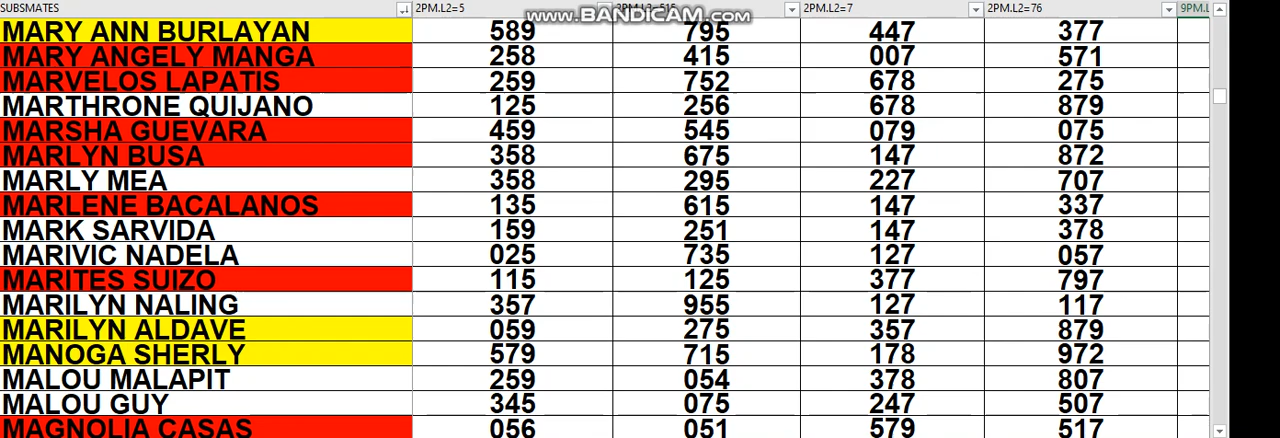 SUBSMATES 2PM.L2=5 2PM.L2=515 2PM.L2=7 2PM.L2=76 9PM.L
www.BANDICAM.com
MARY ANN BURLAYAN 589 795 447 377
MARY ANGELY MANGA 258 415 007 571
MARVELOS LAPATIS 259 752 678 275
MARTHRONE QUIJANO 125 256 678 879
MARSHA GUEVARA 459 545 079 075
MARLYN BUSA 358 675 147 872
MARLY MEA 358 295 227 707
MARLENE BACALANOS 135 615 147 337
MARK SARVIDA 159 251 147 378
MARIVIC NADELA 025 735 127 057
MARITES SUIZO 115 125 377 797
MARILYN NALING 357 955 127 117
MARILYN ALDAVE 059 275 357 879
MANOGA SHERLY 579 715 178 972
MALOU MALAPIT 259 054 378 807
MALOU GUY 345 075 247 507
MAGNOLIA CASAS 056 051 579 517